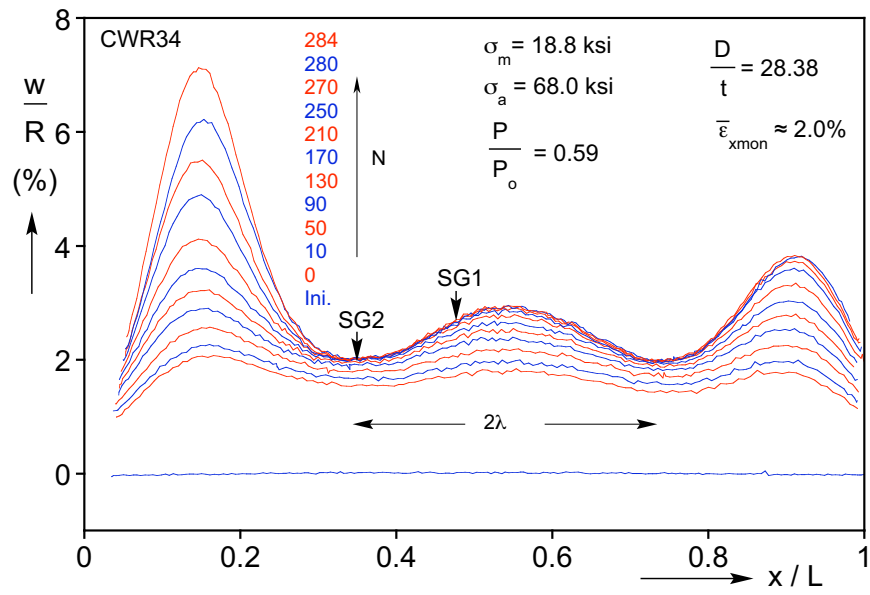 8
CWR34
284
280
270
250
210
170
130
90
50
10
0
Ini.
N
σm = 18.8 ksi
σa = 68.0 ksi
P
Po
= 0.59
D
t
= 28.38
ε̅xmon ≈ 2.0%
w
R
(%)
6
4
2
0
SG1
SG2
2λ
0
0.2
0.4
0.6
0.8
1
x / L